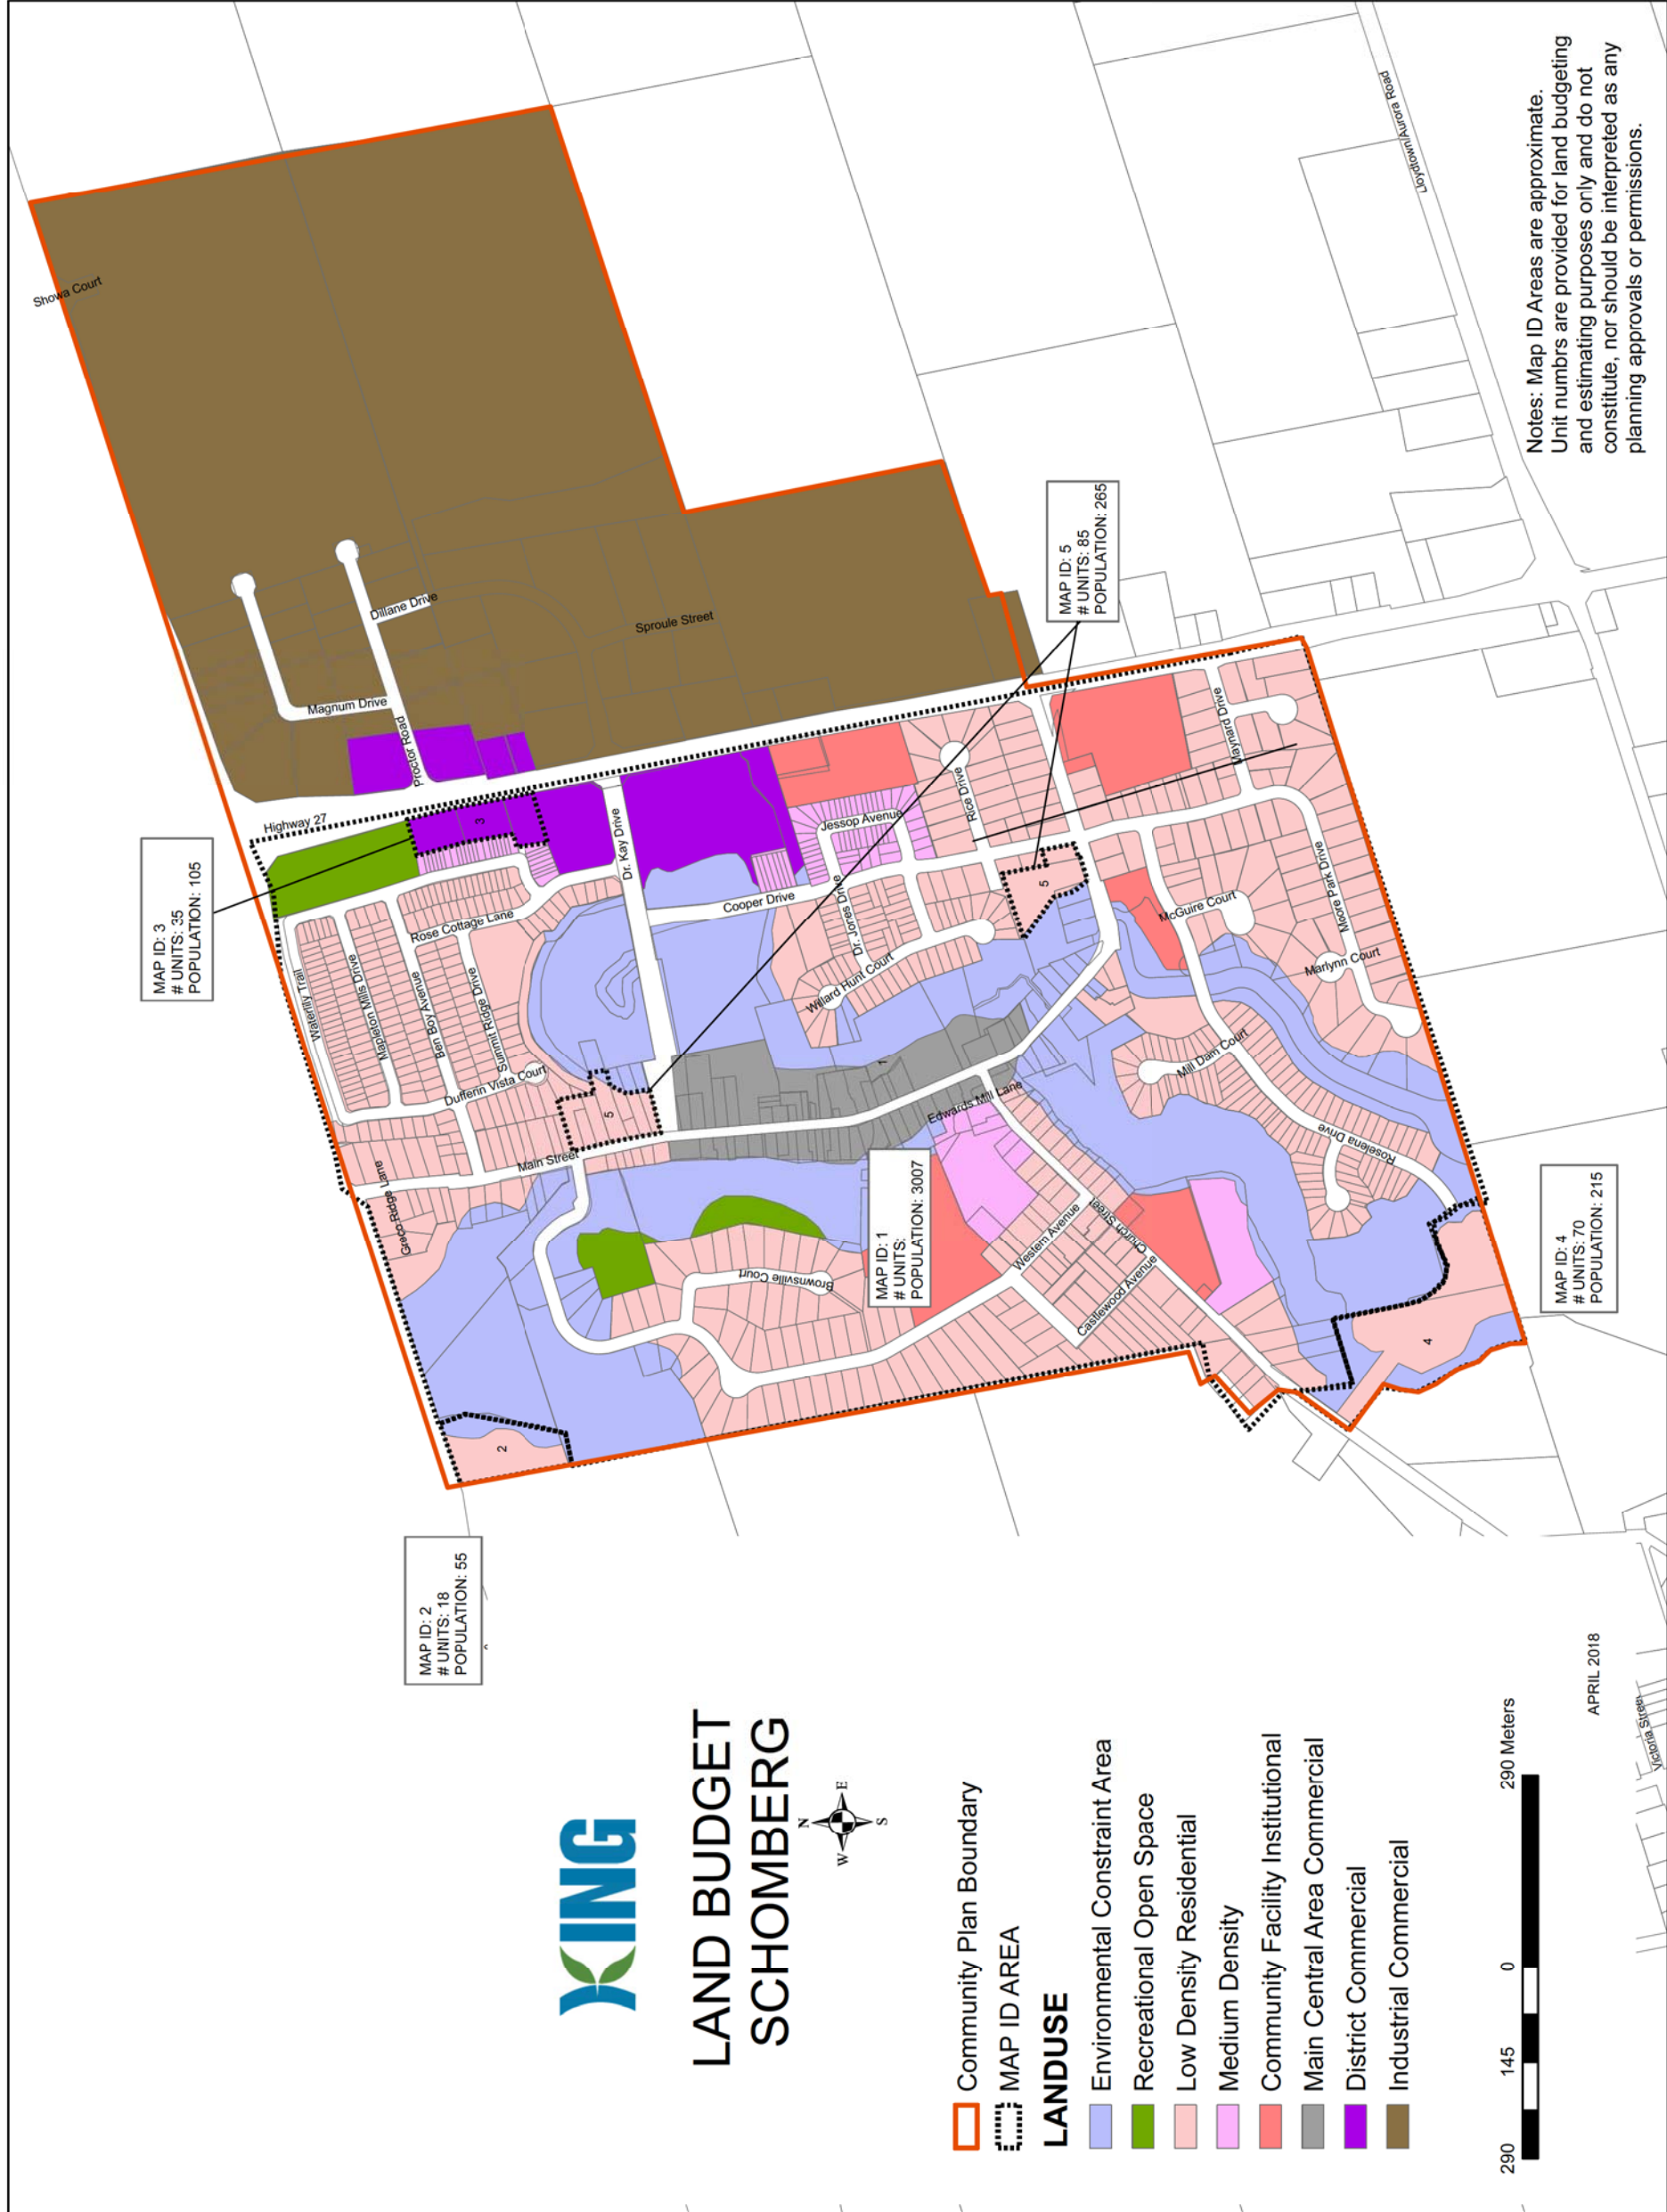 KING
LAND BUDGET
SCHOMBERG
N
W
E
S
Community Plan Boundary
MAP ID AREA
LANDUSE
Environmental Constraint Area
Recreational Open Space
Low Density Residential
Medium Density
Community Facility Institutional
Main Central Area Commercial
District Commercial
Industrial Commercial
290 145 0 290 Meters
APRIL 2018
Victoria Street
MAP ID: 2
# UNITS: 18
POPULATION: 55
MAP ID: 3
# UNITS: 35
POPULATION: 105
MAP ID: 1
# UNITS:
POPULATION: 3007
MAP ID: 4
# UNITS: 70
POPULATION: 215
MAP ID: 5
# UNITS: 85
POPULATION: 265
Showa Court
Dillane Drive
Magnum Drive
Proctor Road
Sproule Street
Highway 27
3
Dr. Kay Drive
Waterlily Trail
Mapleton Mills Drive
Ben Boy Avenue
Rose Cottage Lane
Summit Ridge Drive
Dufferin Vista Court
Cooper Drive
Jessop Avenue
Dr. Jones Drive
Willard Hunt Court
Rice Drive
Maynard Drive
5
McGuire Court
Moore Park Drive
Marlynn Court
Mill Dam Court
Roselena Drive
Greco Ridge Lane
Main Street
5
1
Edwards Mill Lane
Brownsville Court
Western Avenue
Church Street
Castlewood Avenue
2
4
Lloydtown/Aurora Road
Notes: Map ID Areas are approximate.
Unit numbrs are provided for land budgeting
and estimating purposes only and do not
constitute, nor should be interpreted as any
planning approvals or permissions.